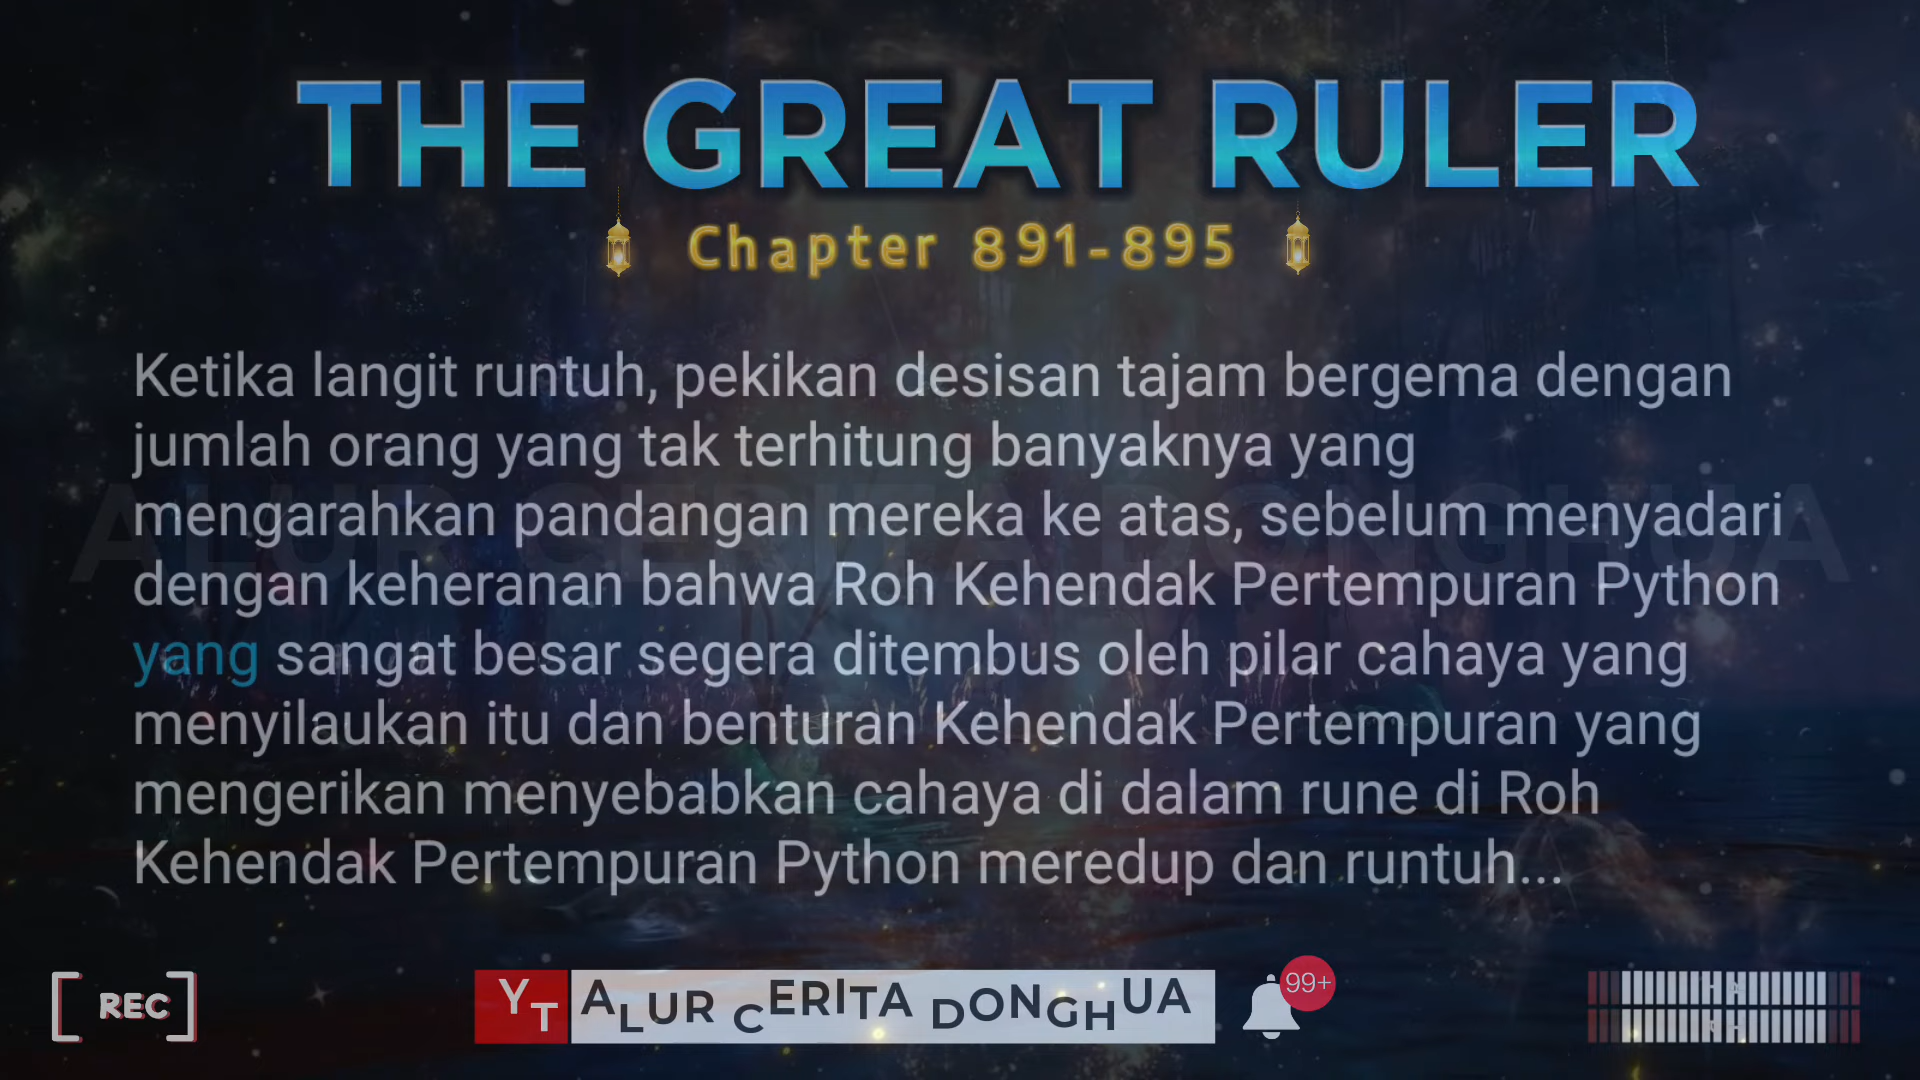 THE GREAT RULER
Chapter 891-895
Ketika langit runtuh, pekikan desisan tajam bergema dengan
jumlah orang yang tak terhitung banyaknya yang
mengarahkan pandangan mereka ke atas, sebelum menyadari
dengan keheranan bahwa Roh Kehendak Pertempuran Python
yang sangat besar segera ditembus oleh pilar cahaya yang
menyilaukan itu dan benturan Kehendak Pertempuran yang
mengerikan menyebabkan cahaya di dalam rune di Roh
Kehendak Pertempuran Python meredup dan runtuh...
ALUR CERITA DONGHUA
[ REC ]
YT ALUR CERITA DONGHUA
99+